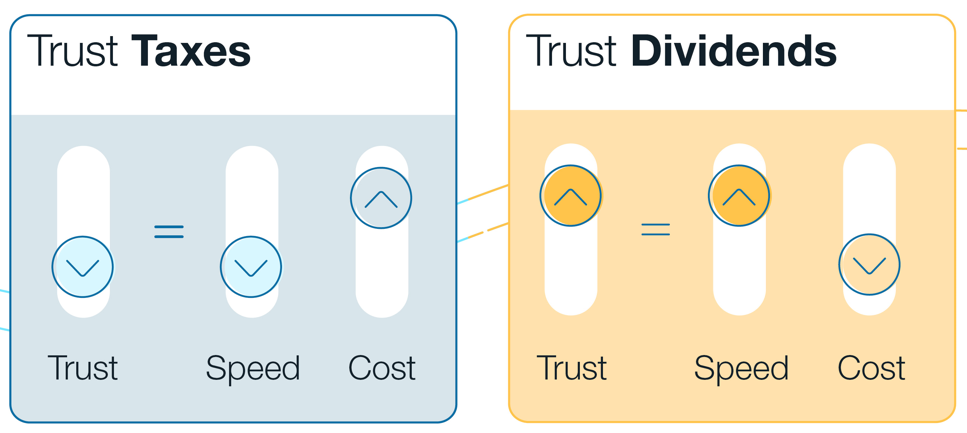 Trust Taxes
=
Trust
Speed
Cost
Trust Dividends
=
Trust
Speed
Cost